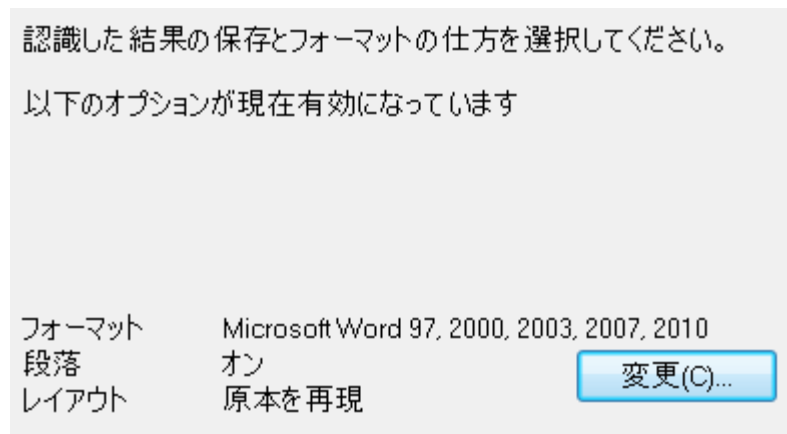 認識した結果の保存とフォーマットの仕方を選択してください。
以下のオプションが現在有効になっています
フォーマット Microsoft Word 97, 2000, 2003, 2007, 2010
段落 オン
レイアウト 原本を再現
変更(C)...